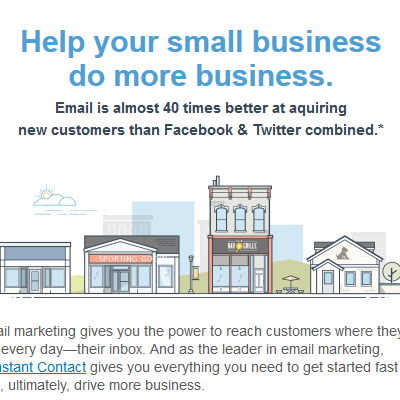 Help your small business
do more business.
Email is almost 40 times better at aquiring
new customers than Facebook & Twitter combined.*
SPORTING GO
BAR GRILLE
ail marketing gives you the power to reach customers where they
every day—their inbox. And as the leader in email marketing,
nstant Contact gives you everything you need to get started fast
, ultimately, drive more business.